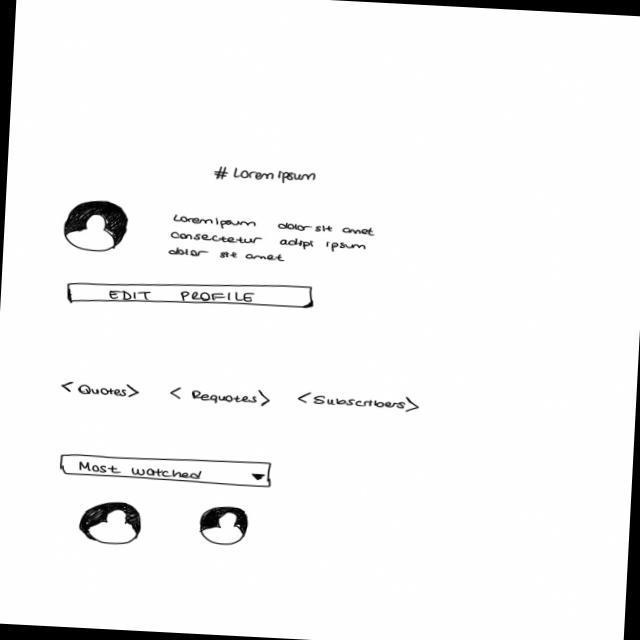 # Lorem ipsum
Lorem ipsum dolor sit amet
consectetur adipi ipsum
dolor sit amet
EDIT PROFILE
<Quotes> <Requotes> <Subscribers>
Most watched